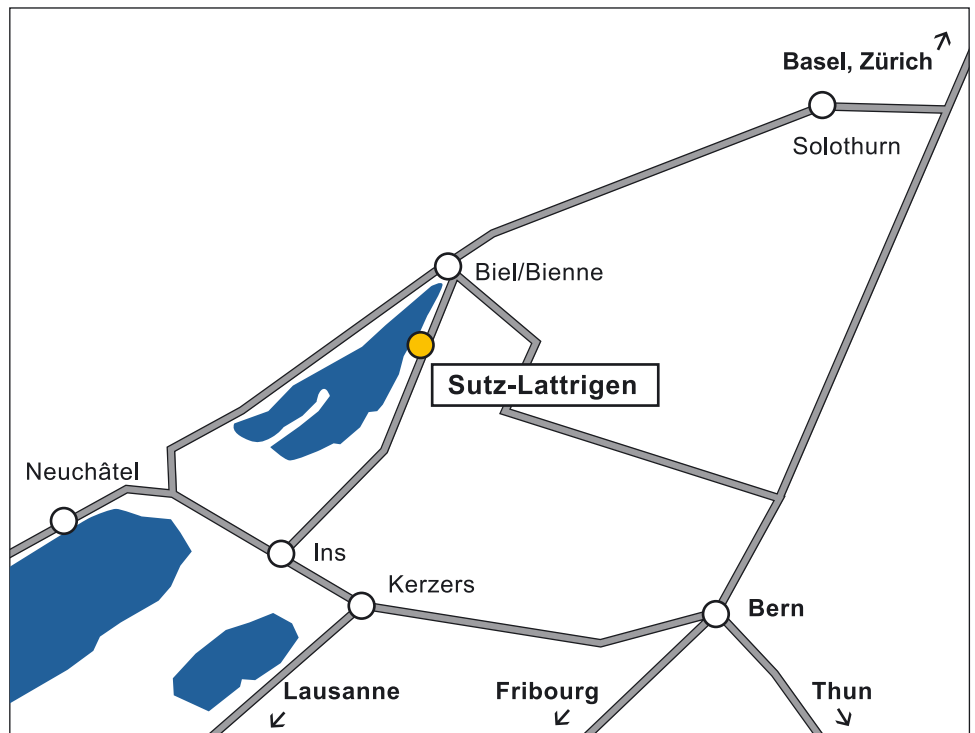 Basel, Zürich
Solothurn
Biel/Bienne
Sutz-Lattrigen
Neuchâtel
Ins
Kerzers
Bern
Lausanne
Fribourg
Thun